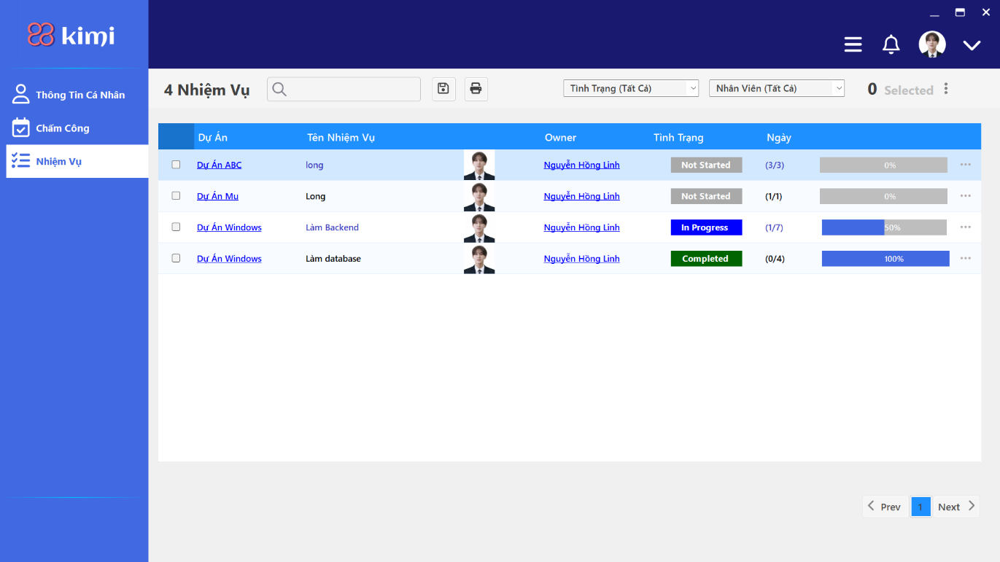 kimi
Thông Tin Cá Nhân
Chấm Công
Nhiệm Vụ
4 Nhiệm Vụ
Tình Trạng (Tất Cả)
Nhân Viên (Tất Cả)
0 Selected
Dự Án Tên Nhiệm Vụ Owner Tình Trạng Ngày
Dự Án ABC long Nguyễn Hồng Linh Not Started (3/3) 0%
Dự Án Mu Long Nguyễn Hồng Linh Not Started (1/1) 0%
Dự Án Windows Làm Backend Nguyễn Hồng Linh In Progress (1/7) 50%
Dự Án Windows Làm database Nguyễn Hồng Linh Completed (0/4) 100%
Prev 1 Next